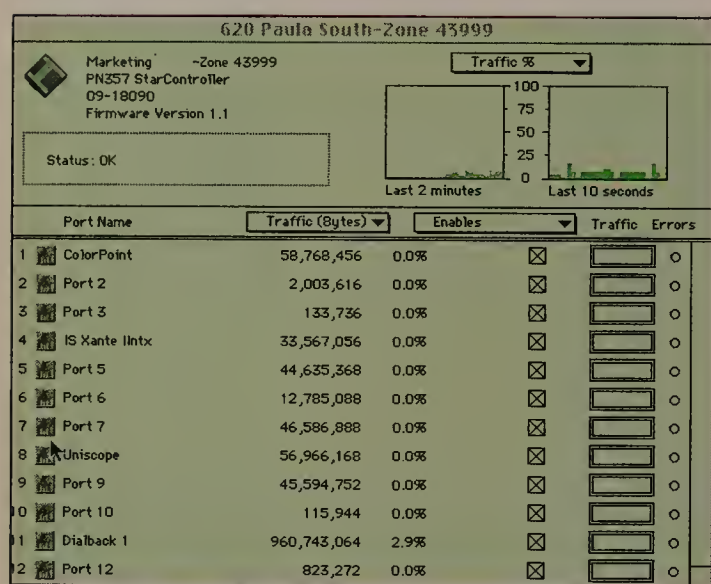 620 Paula South-Zone 43999
Marketing ~Zone 43999
PN357 StarController
09-18090
Firmware Version 1.1
Status: OK
Traffic %
100
75
50
25
0
Last 2 minutes
Last 10 seconds
Port Name Traffic (Bytes) Enables Traffic Errors
1 ColorPoint 58,768,456 0.0%
2 Port 2 2,003,616 0.0%
3 Port 3 133,736 0.0%
4 IS Xante IIntx 33,567,056 0.0%
5 Port 5 44,635,368 0.0%
6 Port 6 12,785,088 0.0%
7 Port 7 46,586,888 0.0%
8 Uniscope 56,966,168 0.0%
9 Port 9 45,594,752 0.0%
10 Port 10 115,944 0.0%
11 Dialback 1 960,743,064 2.9%
12 Port 12 823,272 0.0%